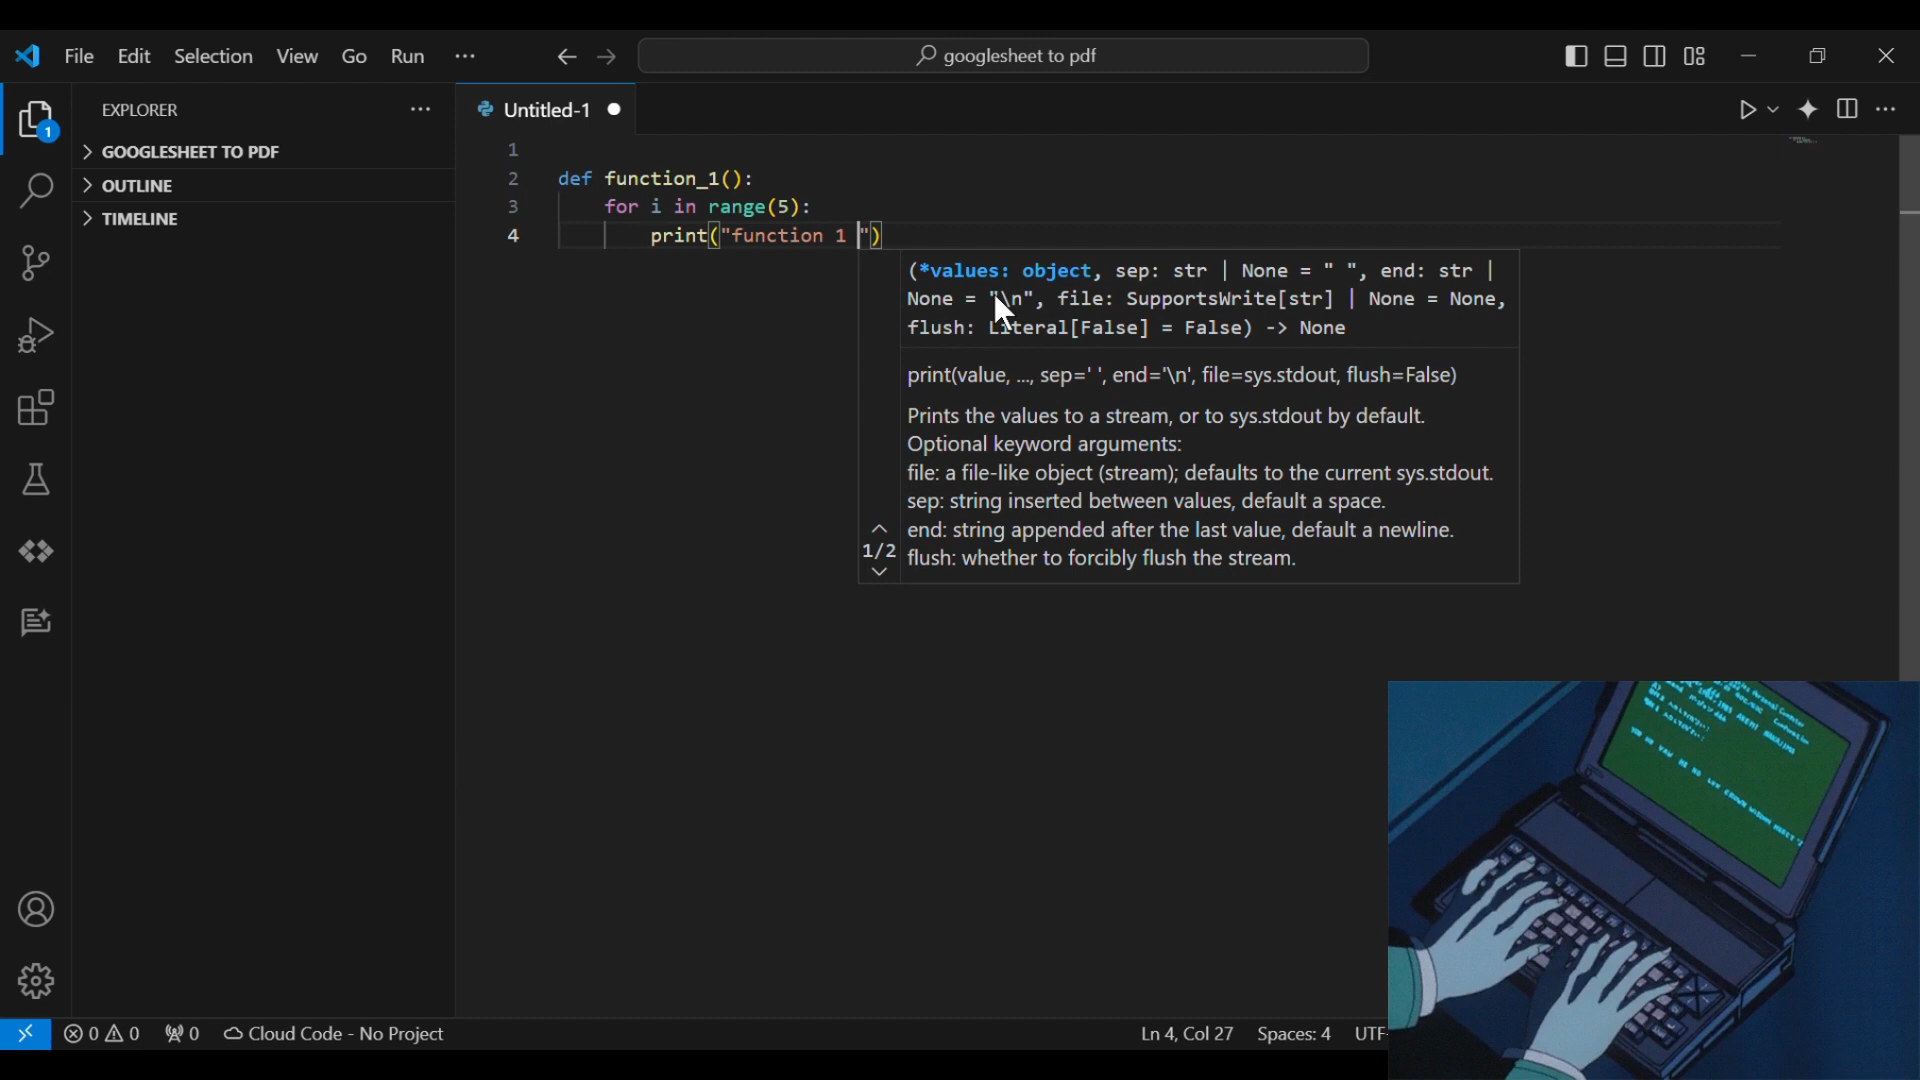 File Edit Selection View Go Run ··· googlesheet to pdf
EXPLORER ···
1
GOOGLESHEET TO PDF
OUTLINE
TIMELINE
Untitled-1
1
2 def function_1():
3 for i in range(5):
4 print("function 1 ")
(*values: object, sep: str | None = " ", end: str |
None = "\n", file: SupportsWrite[str] | None = None,
flush: Literal[False] = False) -> None
print(value, ..., sep=' ', end='\n', file=sys.stdout, flush=False)
Prints the values to a stream, or to sys.stdout by default.
Optional keyword arguments:
file: a file-like object (stream); defaults to the current sys.stdout.
sep: string inserted between values, default a space.
end: string appended after the last value, default a newline.
flush: whether to forcibly flush the stream.
1/2
0 0 0 Cloud Code - No Project Ln 4, Col 27 Spaces: 4 UTF-